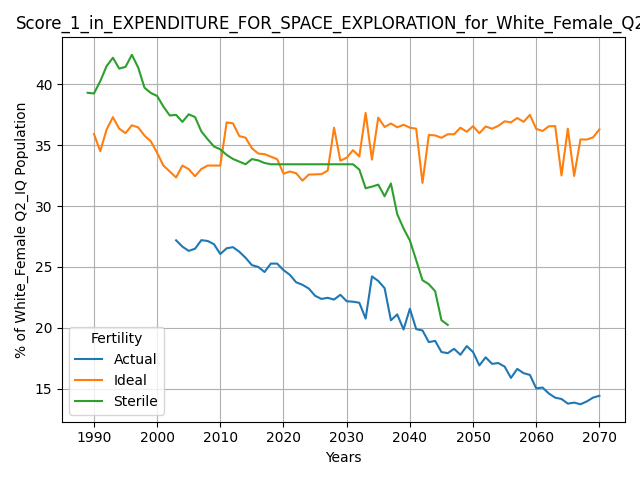 Score_1_in_EXPENDITURE_FOR_SPACE_EXPLORATION_for_White_Female_Q2
% of White_Female Q2_IQ Population
40
35
30
25
20
15
Fertility
Actual
Ideal
Sterile
1990 2000 2010 2020 2030 2040 2050 2060 2070
Years